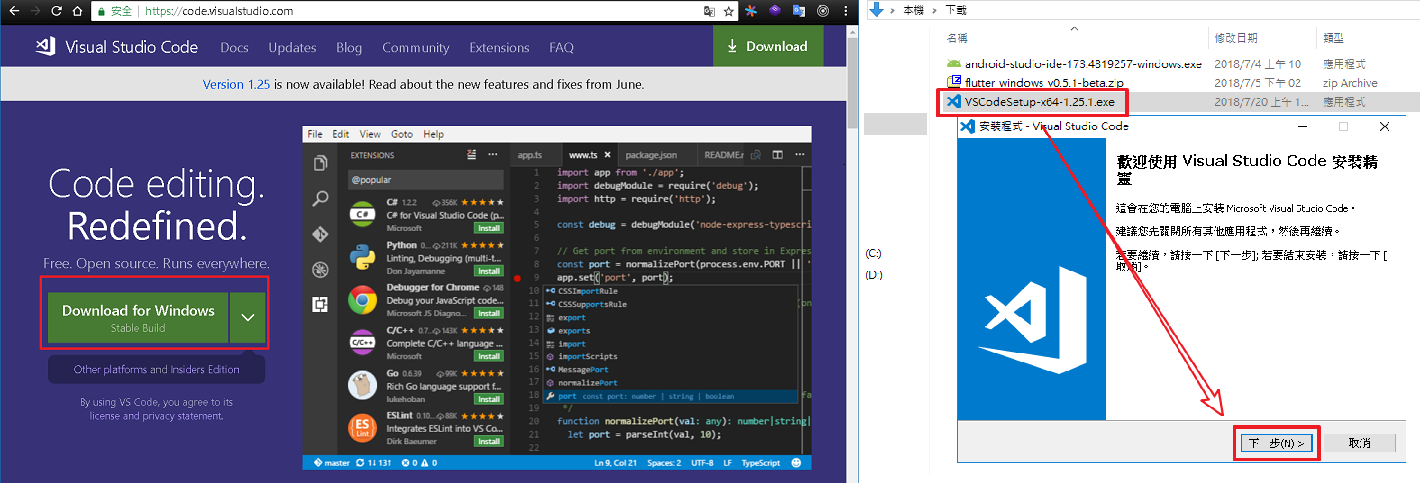 安全 | https://code.visualstudio.com
Visual Studio Code Docs Updates Blog Community Extensions FAQ Download
Version 1.25 is now available! Read about the new features and fixes from June.
Code editing.
Redefined.
Free. Open source. Runs everywhere.
Download for Windows
Stable Build
Other platforms and Insiders Edition
By using VS Code, you agree to its
license and privacy statement.
File Edit View Goto Help
EXTENSIONS
@popular
C# 1.2.2 356K
C# for Visual Studio Code (p...
Microsoft Install
Python 0... 211K
Linting, Debugging (multi-t...
Don Jayamanne Install
Debugger for Chrome 148
Debug your JavaScript code...
Microsoft JS Diagno... Install
C/C++ 0.7... 143K
Complete C/C++ language ...
Microsoft Install
Go 0.6.39 99K
Rich Go language support f...
lukehoban Install
ESLint 0.10... 88K
Integrates ESLint into VS Co...
Dirk Baeumer Install
app.ts www.ts package.json README.
1 import app from './app';
2 import debugModule = require('debug');
3 import http = require('http');
4
5 const debug = debugModule('node-express-typescr
6
7 // Get port from environment and store in Expres
8 const port = normalizePort(process.env.PORT ||
9 app.set('port', port);
10 CSSImportRule
11 CSSSupportsRule
12 export
13 exports
14 import
15 importScripts
16 MessagePort
17 normalizePort
18 port const port: number | string | boolean
19 */
20 function normalizePort(val: any): number|string|
21 let port = parseInt(val, 10);
22
master 1↓ 13↑ 0 0 Ln 9, Col 21 Spaces: 2 UTF-8 LF TypeScript
本機 > 下載
名稱 修改日期 類型
android-studio-ide-173.4819257-windows.exe 2018/7/4 上午 10 應用程式
flutter_windows_v0.5.1-beta.zip 2018/7/5 下午 02 zip Archive
VSCodeSetup-x64-1.25.1.exe 2018/7/20 上午 1... 應用程式
(C:)
(D:)
安裝程式 - Visual Studio Code
歡迎使用 Visual Studio Code 安裝精
靈
這會在您的電腦上安裝 Microsoft Visual Studio Code。
建議您先關閉所有其他應用程式，然後再繼續。
若要繼續，請按一下 [下一步]; 若要結束安裝，請按一下 [
取消]。
下一步(N) >
取消